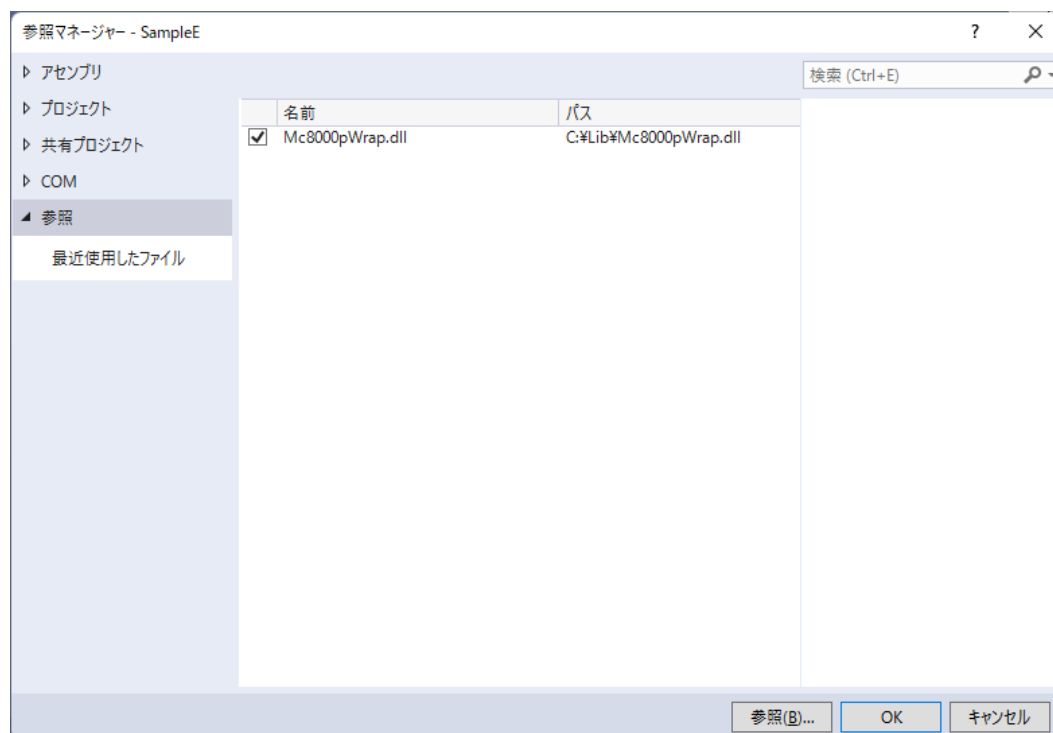 参照マネージャー - SampleE
?
アセンブリ
検索 (Ctrl+E)
プロジェクト
共有プロジェクト
COM
参照
最近使用したファイル
名前 パス
Mc8000pWrap.dll C:¥Lib¥Mc8000pWrap.dll
参照(B)... OK キャンセル